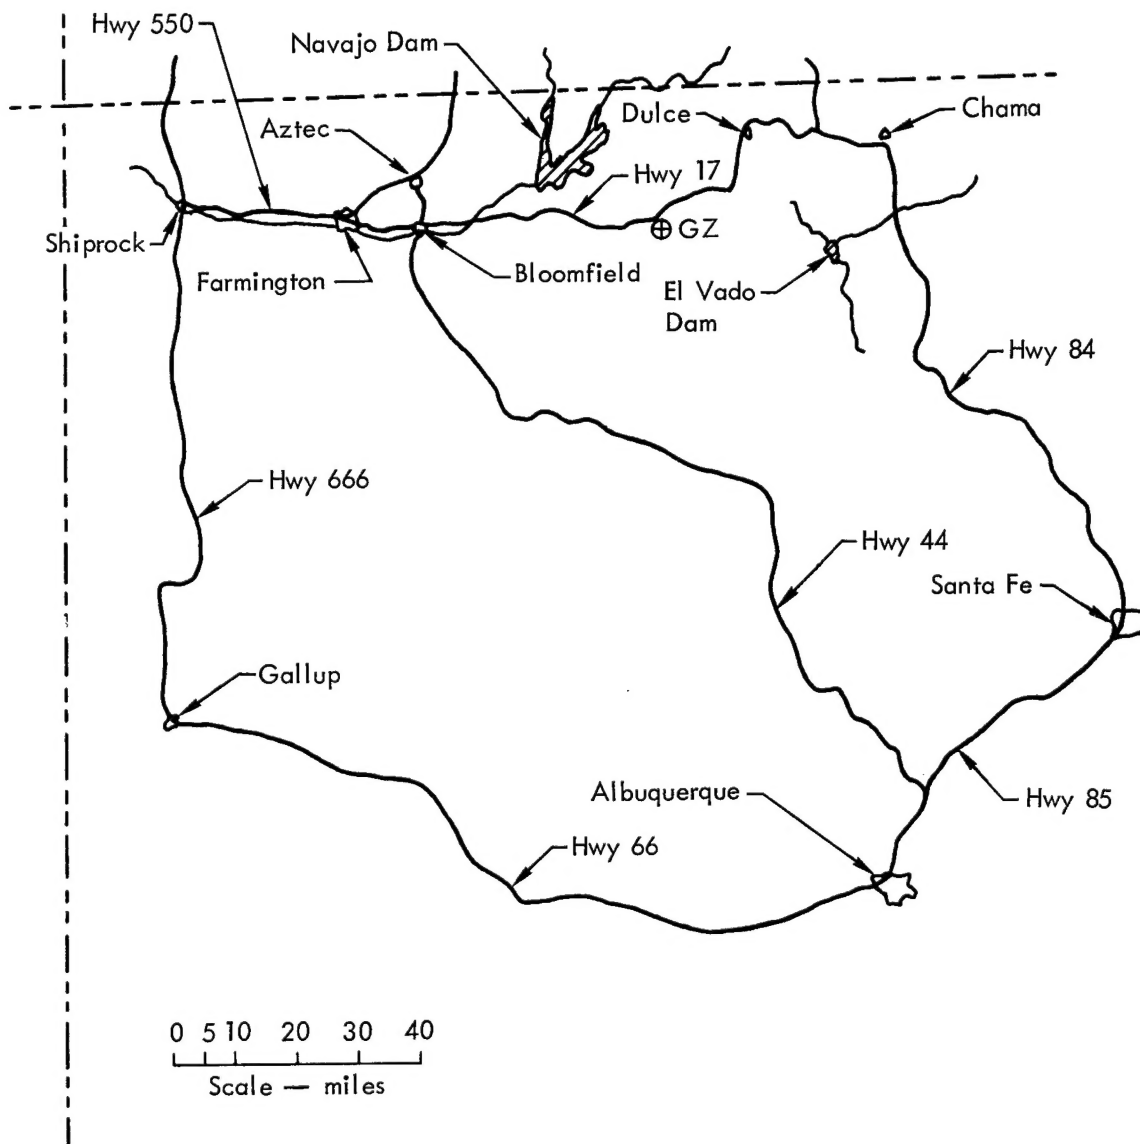 Hwy 550
Navajo Dam
Dulce
Chama
Aztec
Hwy 17
Shiprock
GZ
Farmington
Bloomfield
El Vado
Dam
Hwy 84
Hwy 666
Hwy 44
Santa Fe
Gallup
Albuquerque
Hwy 85
Hwy 66
0 5 10 20 30 40
Scale — miles